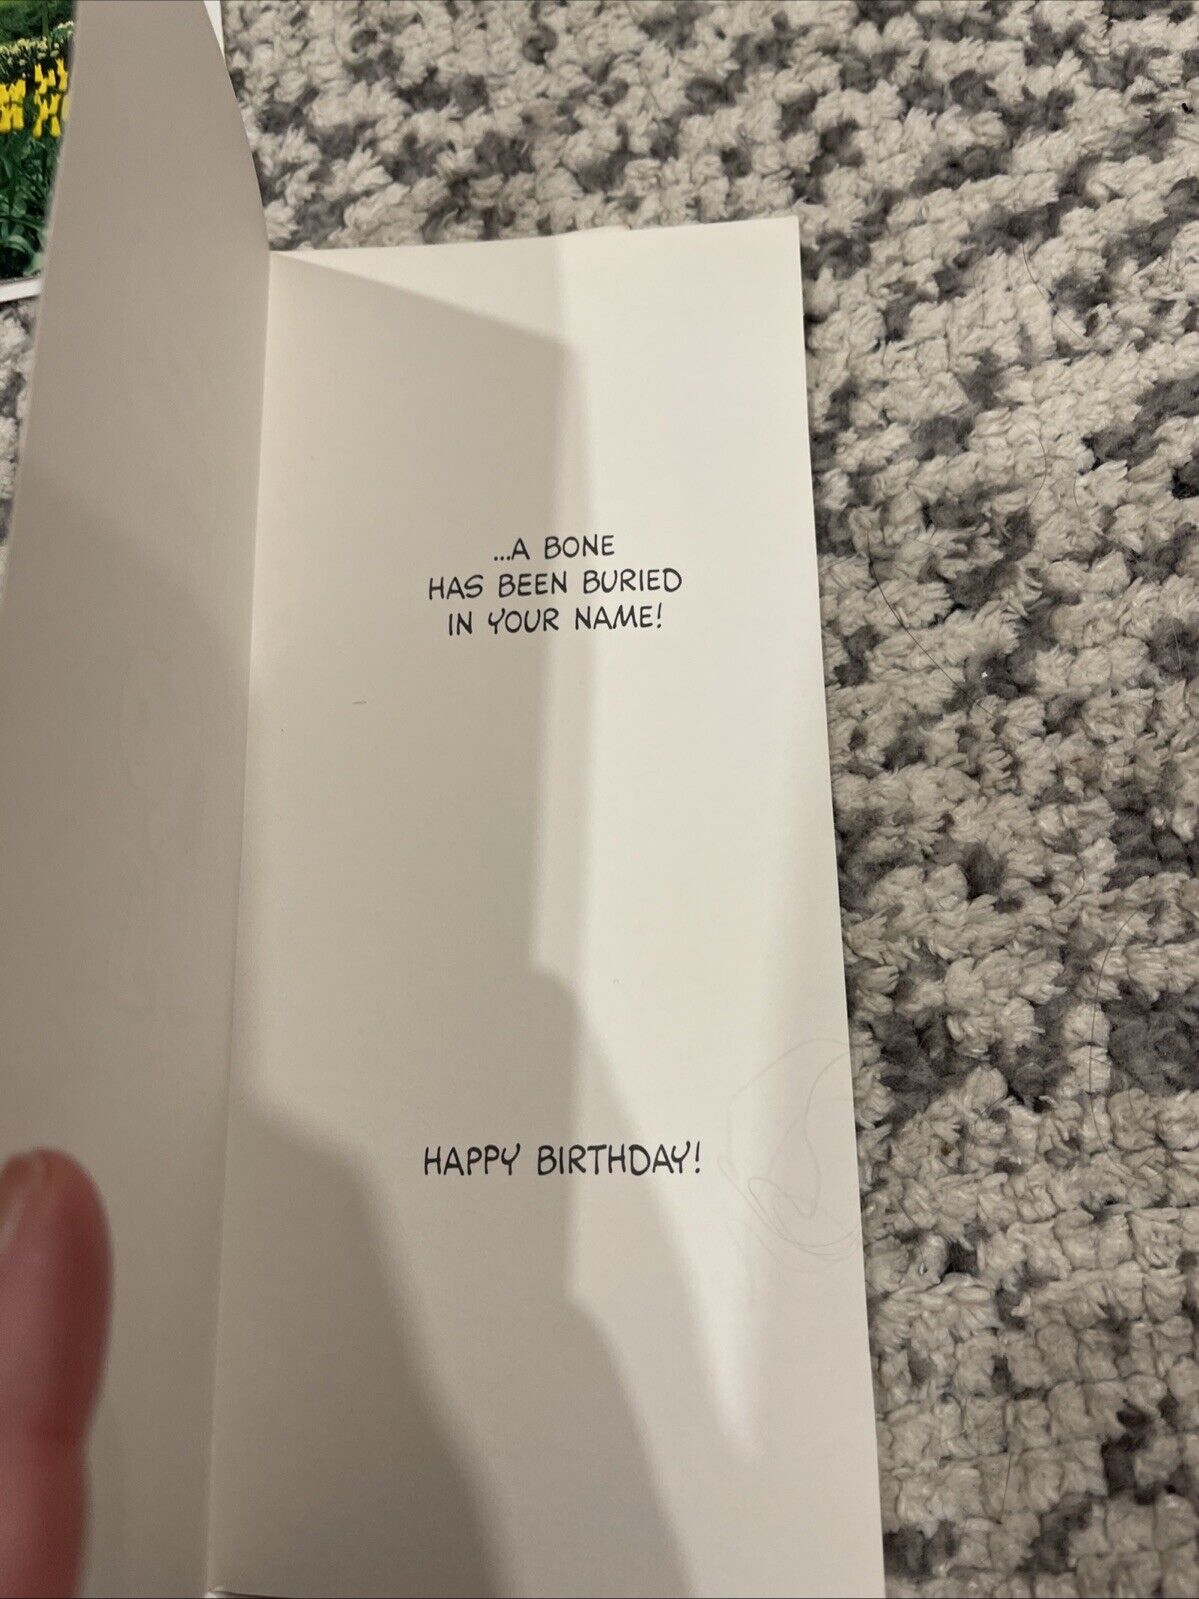 ...A BONE
HAS BEEN BURIED
IN YOUR NAME!
HAPPY BIRTHDAY!